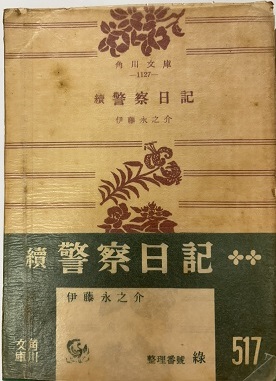 角川文庫
—1127—
續 警察日記
伊藤永之介
續 警察日記 ❖❖
伊藤永之介
角川文庫
整理番號 綠 517